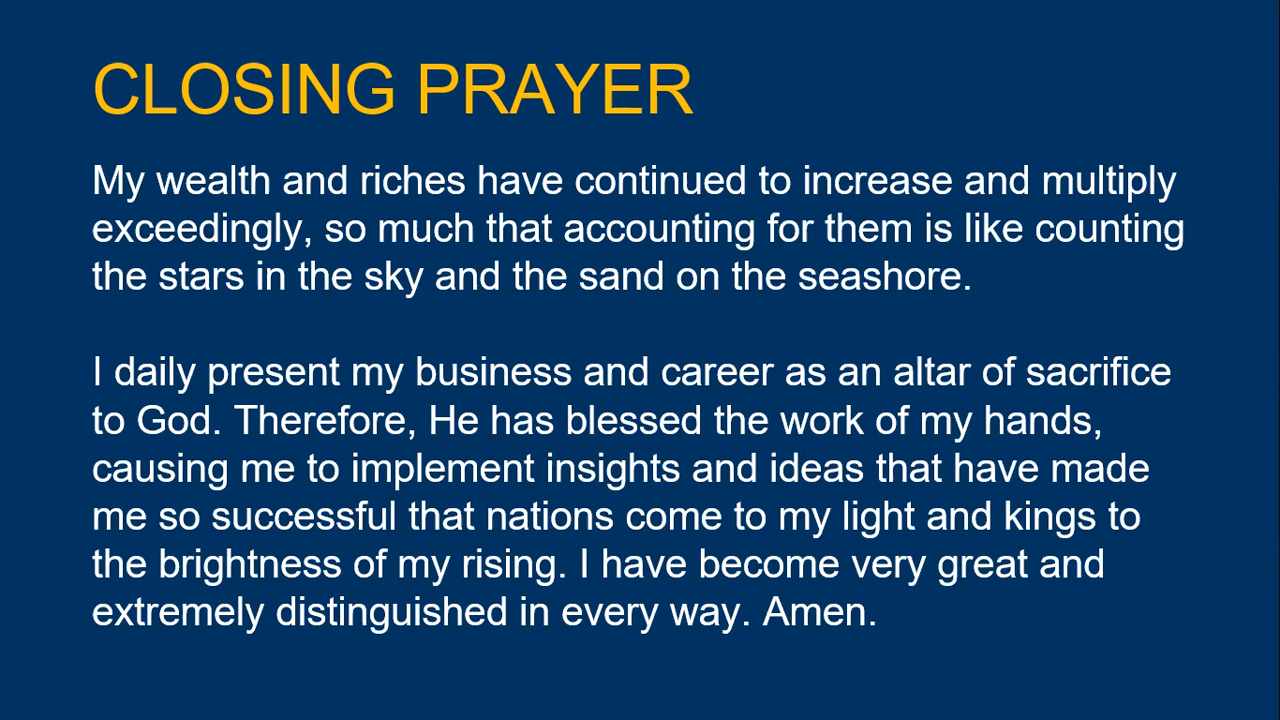 CLOSING PRAYER
My wealth and riches have continued to increase and multiply
exceedingly, so much that accounting for them is like counting
the stars in the sky and the sand on the seashore.
I daily present my business and career as an altar of sacrifice
to God. Therefore, He has blessed the work of my hands,
causing me to implement insights and ideas that have made
me so successful that nations come to my light and kings to
the brightness of my rising. I have become very great and
extremely distinguished in every way. Amen.